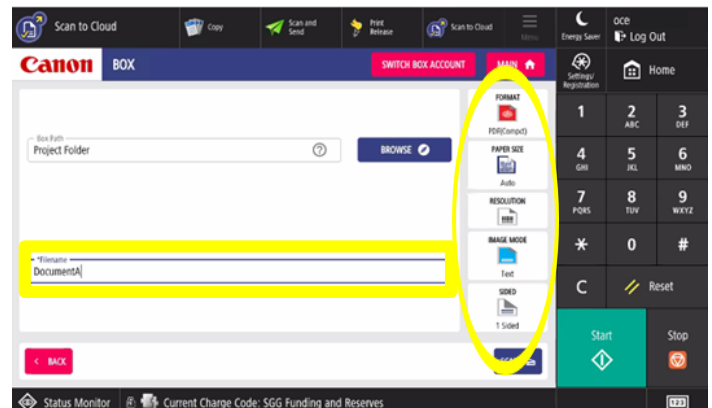 Scan to Cloud
Copy
Scan and
Send
Print
Release
Scan to Cloud
Menu
Energy Saver
oce
Log Out
Canon BOX
SWITCH BOX ACCOUNT
MAIN
Settings/
Registration
Home
Box Path
Project Folder
BROWSE
FORMAT
PDF(Compct)
PAPER SIZE
Auto
RESOLUTION
IMAGE MODE
Text
SIDED
1 Sided
*Filename
DocumentA
< BACK
1
2
ABC
3
DEF
4
GHI
5
JKL
6
MNO
7
PQRS
8
TUV
9
WXYZ
* 0 #
C
Reset
Start
Stop
Status Monitor
Current Charge Code: SGG Funding and Reserves
123